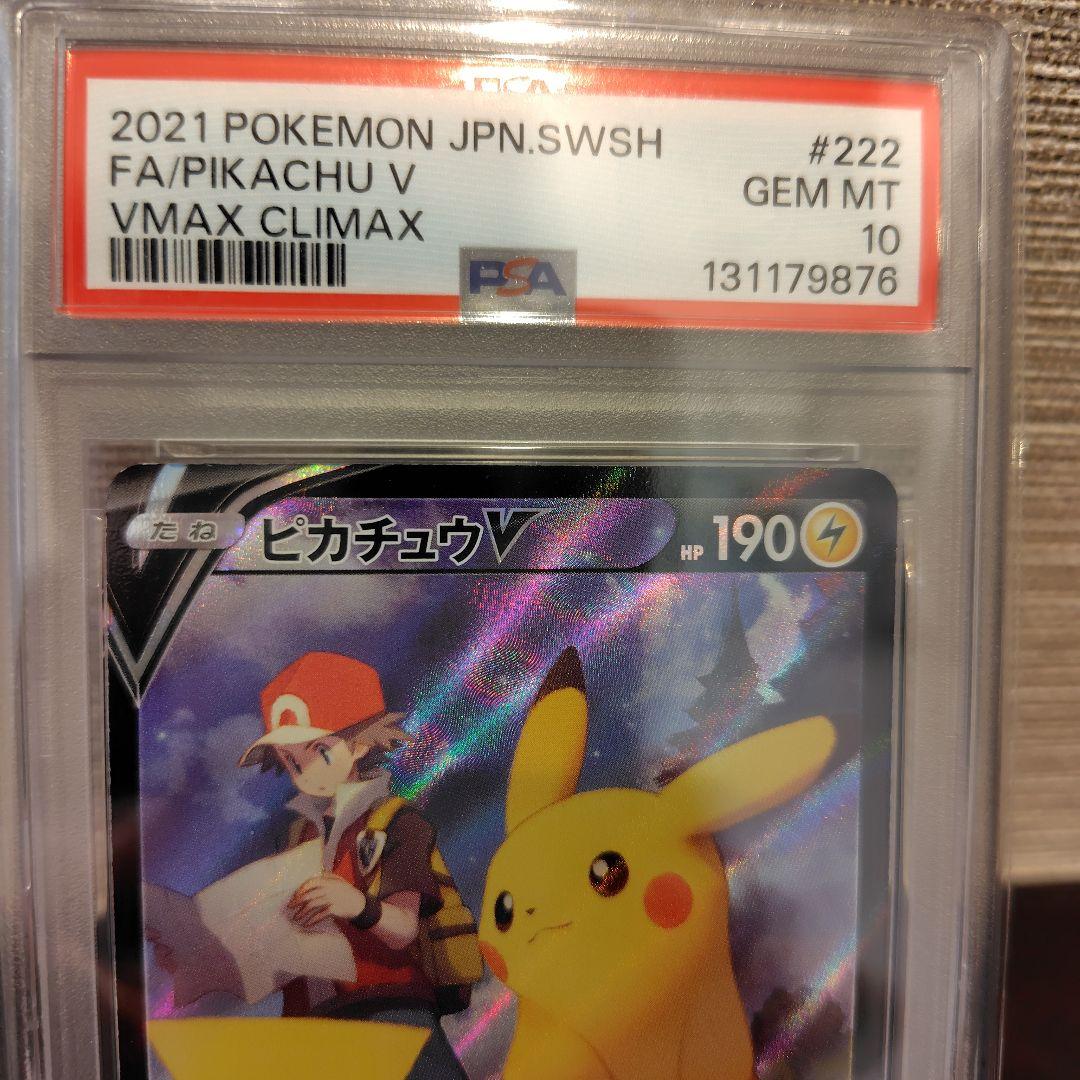 2021 POKEMON JPN.SWSH #222
FA/PIKACHU V GEM MT
VMAX CLIMAX 10
PSA 131179876
たね ピカチュウV HP 190